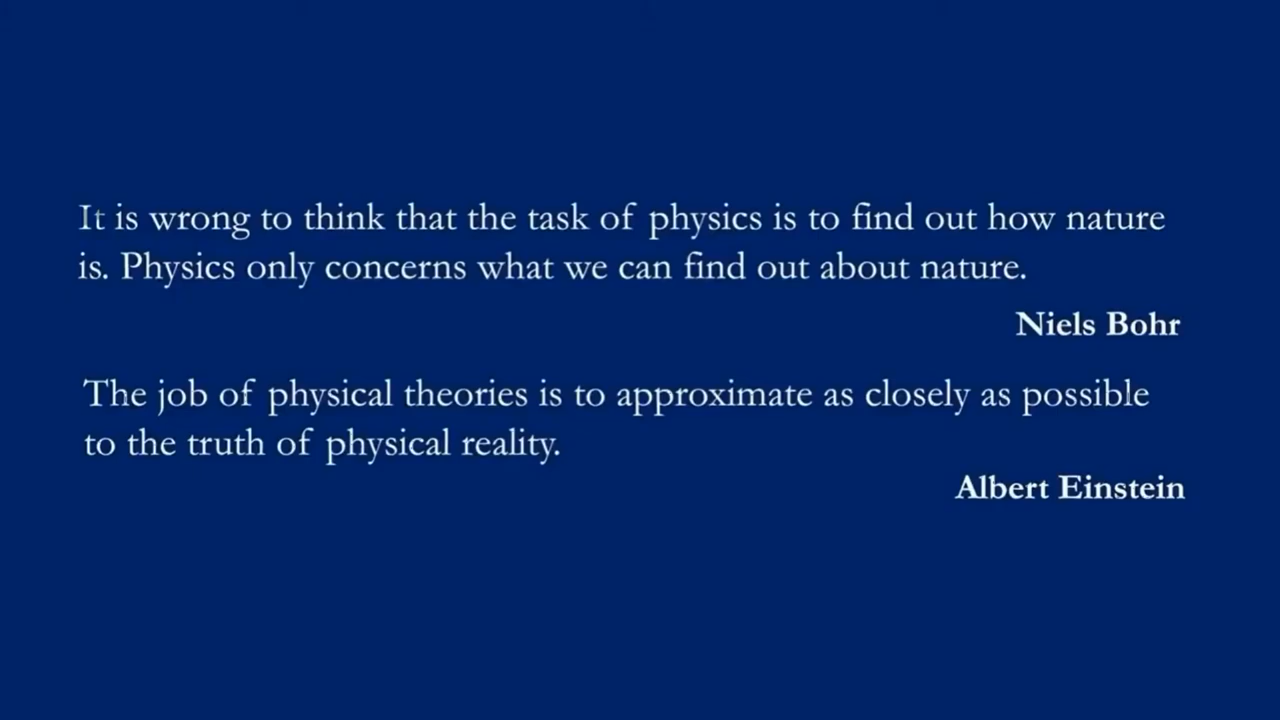 It is wrong to think that the task of physics is to find out how nature
is. Physics only concerns what we can find out about nature.
Niels Bohr
The job of physical theories is to approximate as closely as possible
to the truth of physical reality.
Albert Einstein